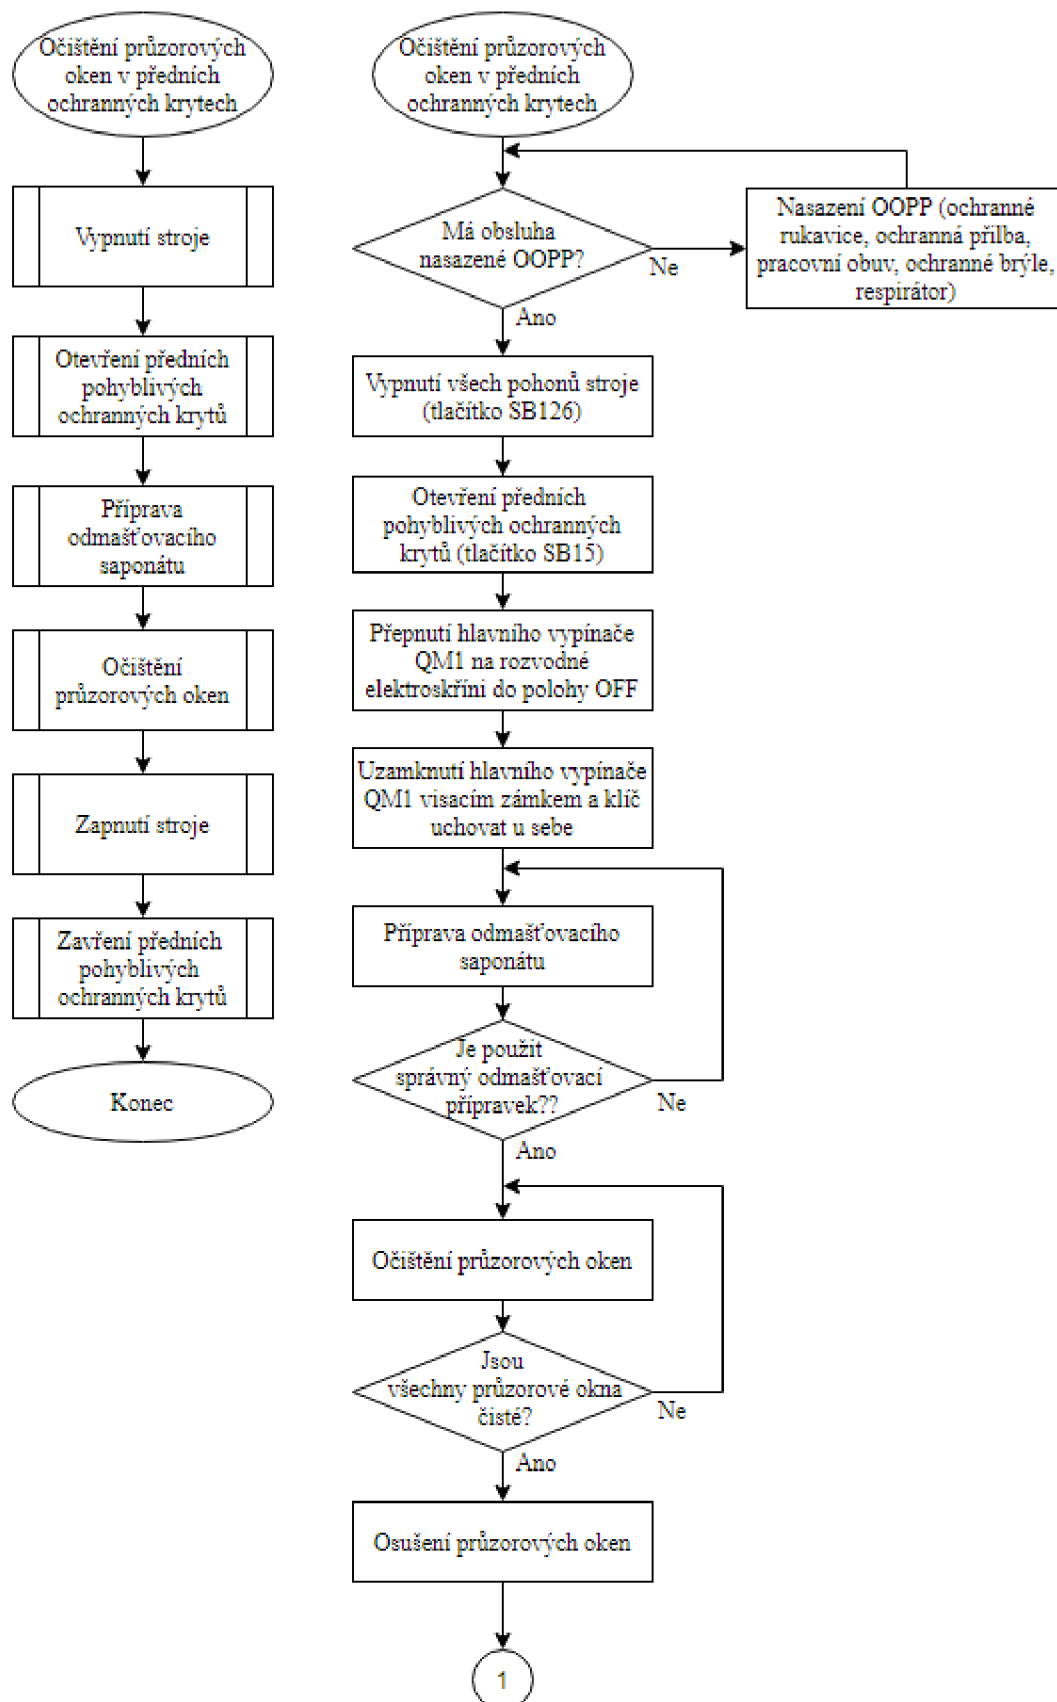 Očištění průzorových
oken v předních
ochranných krytech
Vypnutí stroje
Otevření předních
pohyblivých
ochranných krytů
Příprava
odmašťovacího
saponátu
Očištění
průzorových oken
Zapnutí stroje
Zavření předních
pohyblivých
ochranných krytů
Konec
Očištění průzorových
oken v předních
ochranných krytech
Má obsluha
nasazené OOPP?
Ne
Nasazení OOPP (ochranné
rukavice, ochranná přilba,
pracovní obuv, ochranné brýle,
respirátor)
Ano
Vypnutí všech pohonů stroje
(tlačítko SB126)
Otevření předních
pohyblivých ochranných
krytů (tlačítko SB15)
Přepnutí hlavního vypínače
QM1 na rozvodné
elektroskříni do polohy OFF
Uzamknutí hlavního vypínače
QM1 visacím zámkem a klíč
uchovat u sebe
Příprava odmašťovacího
saponátu
Je použit
správný odmašťovací
přípravek??
Ne
Ano
Očištění průzorových oken
Jsou
všechny průzorové okna
čisté?
Ne
Ano
Osušení průzorových oken
1